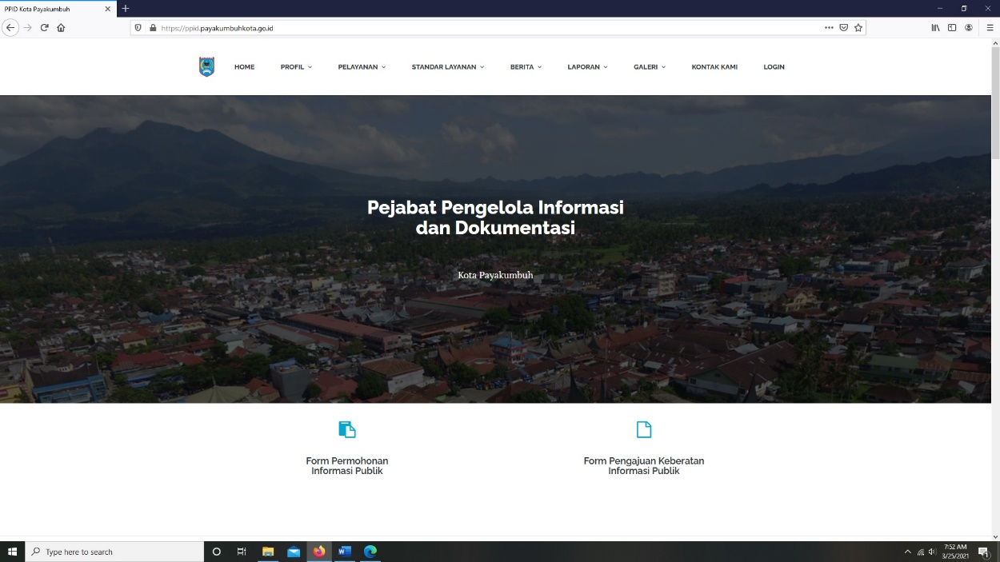 PPID Kota Payakumbuh
https://ppid.payakumbuhkota.go.id
HOME PROFIL PELAYANAN STANDAR LAYANAN BERITA LAPORAN GALERI KONTAK KAMI LOGIN
Pejabat Pengelola Informasi
dan Dokumentasi
Kota Payakumbuh
Form Permohonan
Informasi Publik
Form Pengajuan Keberatan
Informasi Publik
Type here to search
7:52 AM
3/25/2021
1